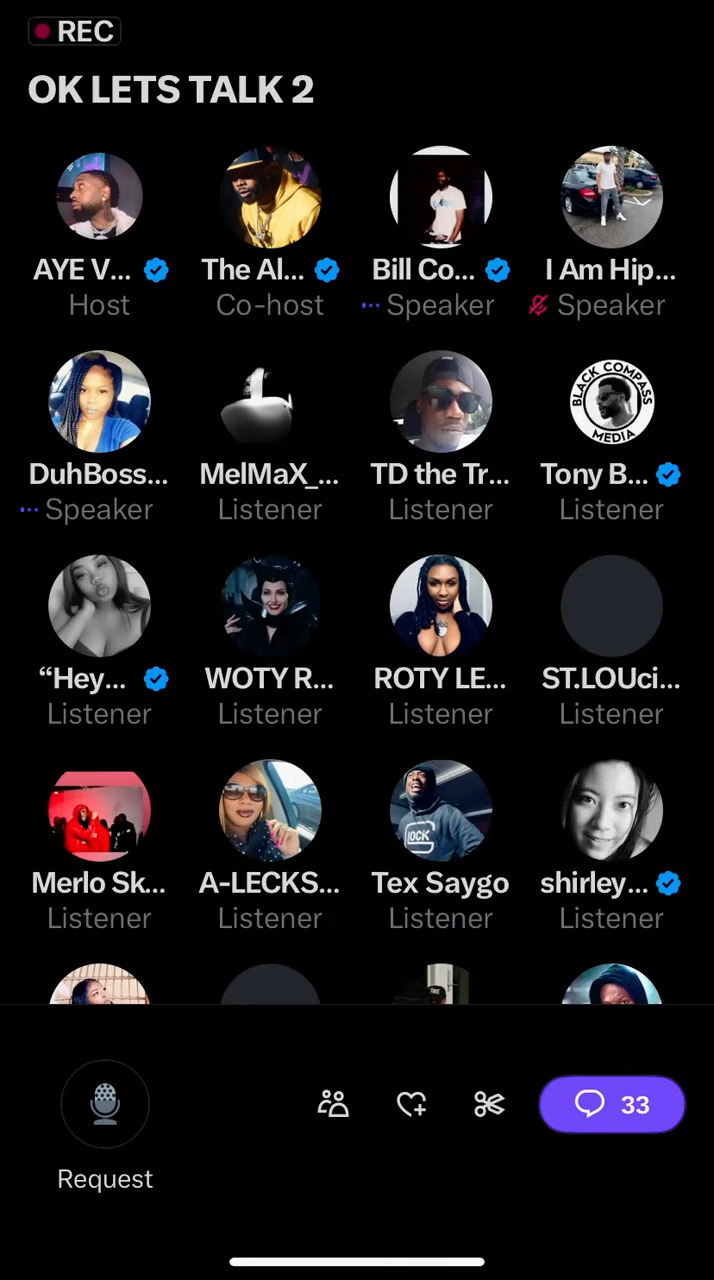 REC
OK LETS TALK 2
AYE V... The Al... Bill Co... I Am Hip...
Host Co-host Speaker Speaker
BLACK COMPASS
MEDIA
DuhBoss... MelMaX_... TD the Tr... Tony B...
Speaker Listener Listener Listener
“Hey... WOTY R... ROTY LE... ST.LOUci...
Listener Listener Listener Listener
GLOCK
Merlo Sk... A-LECKS... Tex Saygo shirley...
Listener Listener Listener Listener
33
Request